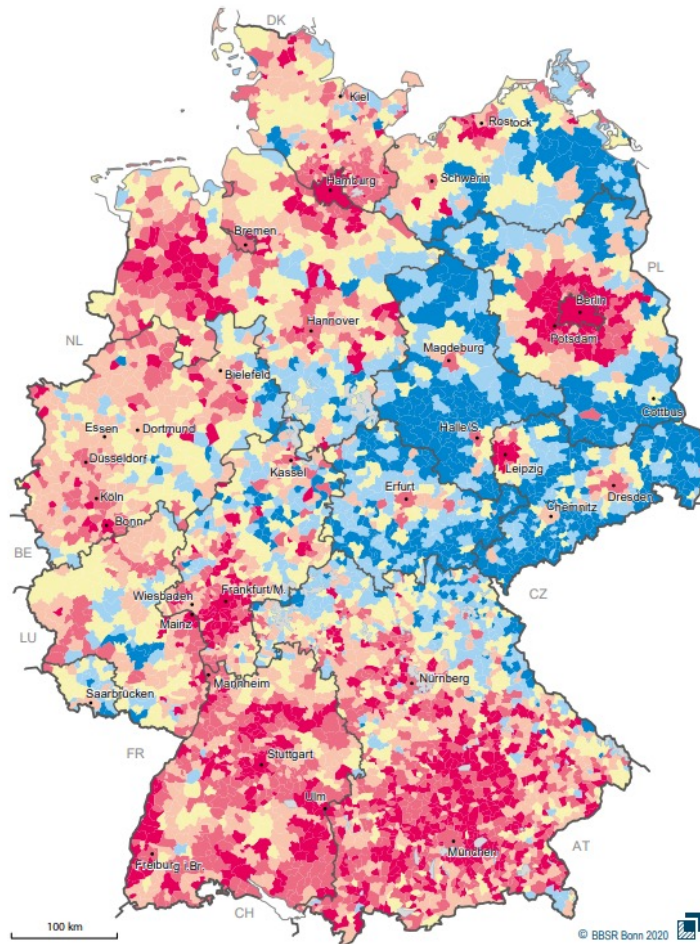 DK
Kiel
Rostock
Hamburg
Schwerin
Bremen
PL
Berlin
Potsdam
Hannover
NL
Magdeburg
Bielefeld
Cottbus
Essen
Dortmund
Halle/S.
Düsseldorf
Leipzig
Kassel
Erfurt
Dresden
Köln
Chemnitz
Bonn
BE
Frankfurt/M.
CZ
Wiesbaden
Mainz
LU
Mannheim
Nürnberg
Saarbrücken
FR
Stuttgart
Ulm
München
AT
Freiburg i.Br.
CH
100 km
© BBSR Bonn 2020